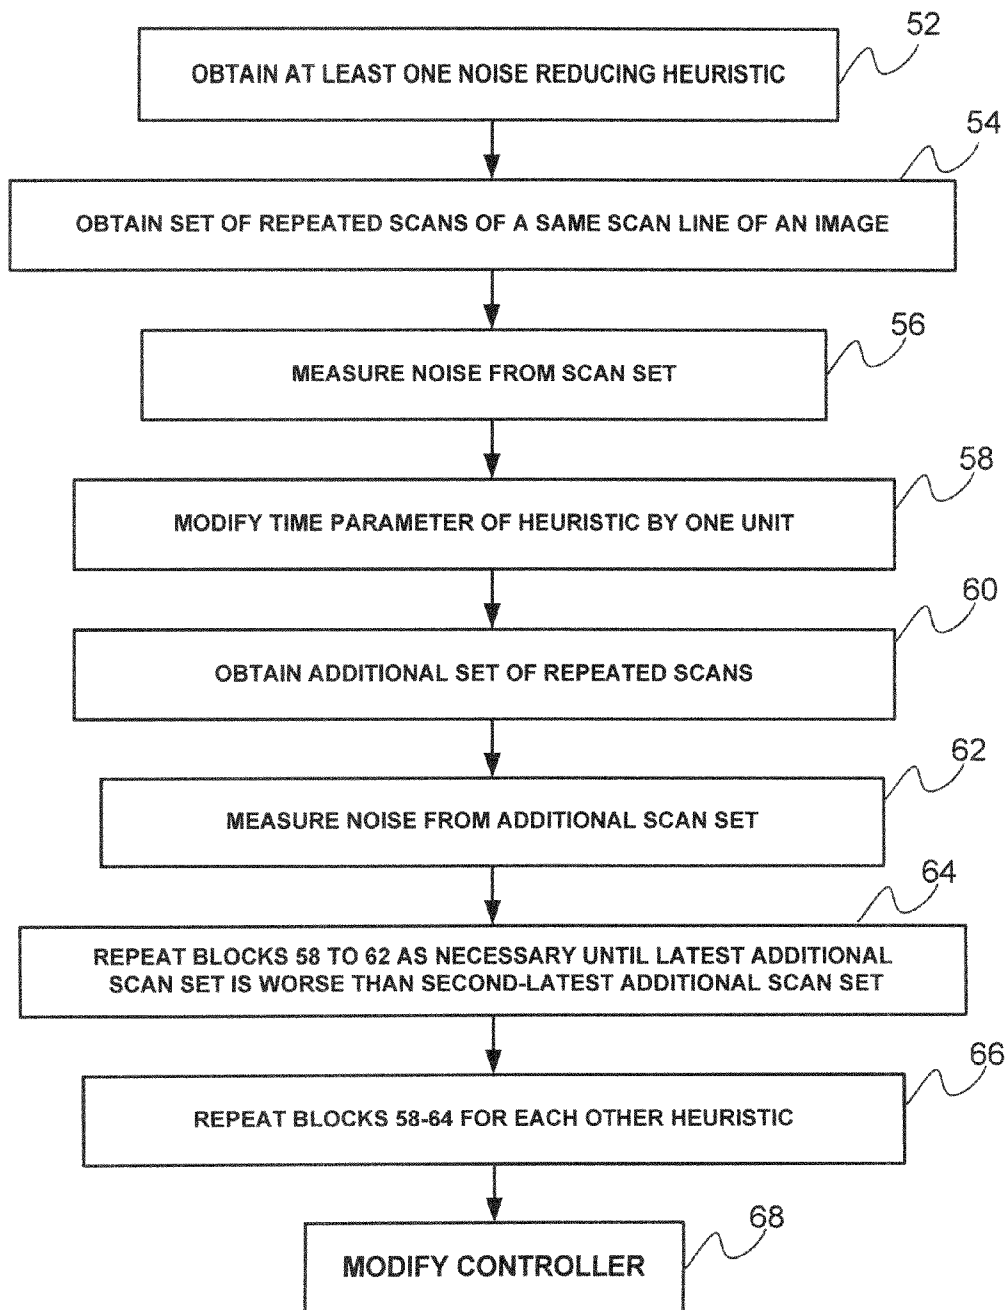 52
OBTAIN AT LEAST ONE NOISE REDUCING HEURISTIC
54
OBTAIN SET OF REPEATED SCANS OF A SAME SCAN LINE OF AN IMAGE
56
MEASURE NOISE FROM SCAN SET
58
MODIFY TIME PARAMETER OF HEURISTIC BY ONE UNIT
60
OBTAIN ADDITIONAL SET OF REPEATED SCANS
62
MEASURE NOISE FROM ADDITIONAL SCAN SET
64
REPEAT BLOCKS 58 TO 62 AS NECESSARY UNTIL LATEST ADDITIONAL
SCAN SET IS WORSE THAN SECOND-LATEST ADDITIONAL SCAN SET
66
REPEAT BLOCKS 58-64 FOR EACH OTHER HEURISTIC
68
MODIFY CONTROLLER